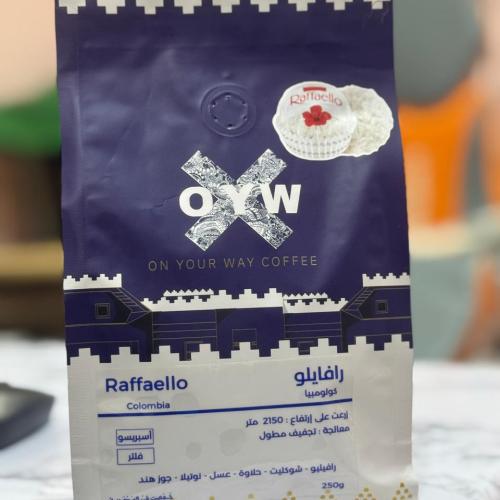 Raffaello
OYW
ON YOUR WAY COFFEE
Raffaello
رافايلو
Colombia
كولومبيا
زرعت على إرتفاع : 2150 متر
معالجة : تجفيف مطول
أسبريسو
فلتر
رافيليو - شوكليت - حلاوة - عسل - نوتيلا - جوز هند
250g